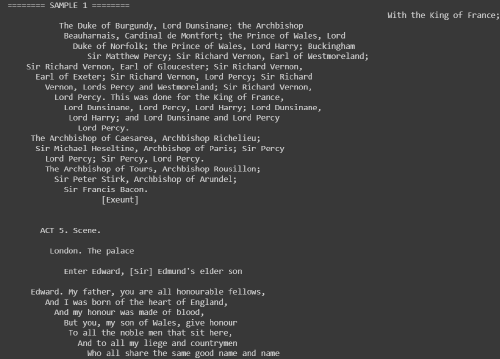 ======== SAMPLE 1 ========
With the King of France;
The Duke of Burgundy, Lord Dunsinane; the Archbishop
Beauharnais, Cardinal de Montfort; the Prince of Wales, Lord
Duke of Norfolk; the Prince of Wales, Lord Harry; Buckingham
Sir Matthew Percy; Sir Richard Vernon, Earl of Westmoreland;
Sir Richard Vernon, Earl of Gloucester; Sir Richard Vernon,
Earl of Exeter; Sir Richard Vernon, Lord Percy; Sir Richard
Vernon, Lords Percy and Westmoreland; Sir Richard Vernon,
Lord Percy. This was done for the King of France,
Lord Dunsinane, Lord Percy, Lord Harry; Lord Dunsinane,
Lord Harry; and Lord Dunsinane and Lord Percy
Lord Percy.
The Archbishop of Caesarea, Archbishop Richelieu;
Sir Michael Heseltine, Archbishop of Paris; Sir Percy
Lord Percy; Sir Percy, Lord Percy.
The Archbishop of Tours, Archbishop Rousillon;
Sir Peter Stirk, Archbishop of Arundel;
Sir Francis Bacon.
[Exeunt]
ACT 5. Scene.
London. The palace
Enter Edward, [Sir] Edmund's elder son
Edward. My father, you are all honourable fellows,
And I was born of the heart of England,
And my honour was made of blood,
But you, my son of Wales, give honour
To all the noble men that sit here,
And to all my liege and countrymen
Who all share the same good name and name